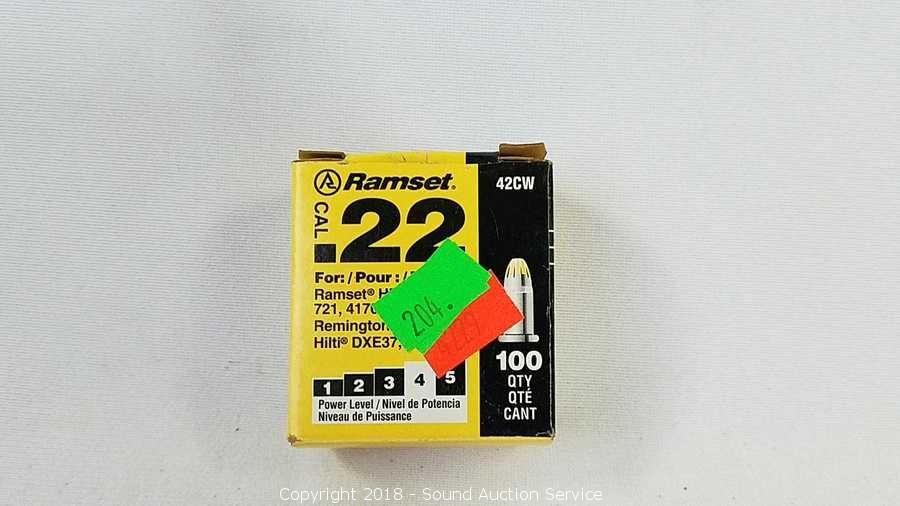 Ramset®
42CW
CAL
.22
For: / Pour :
Ramset®
721,
Remington
Hilti® DXE37,
204.
1 2 3 4 5
Power Level / Nivel de Potencia
Niveau de Puissance
100
QTY
QTÉ
CANT
Copyright 2018 - Sound Auction Service